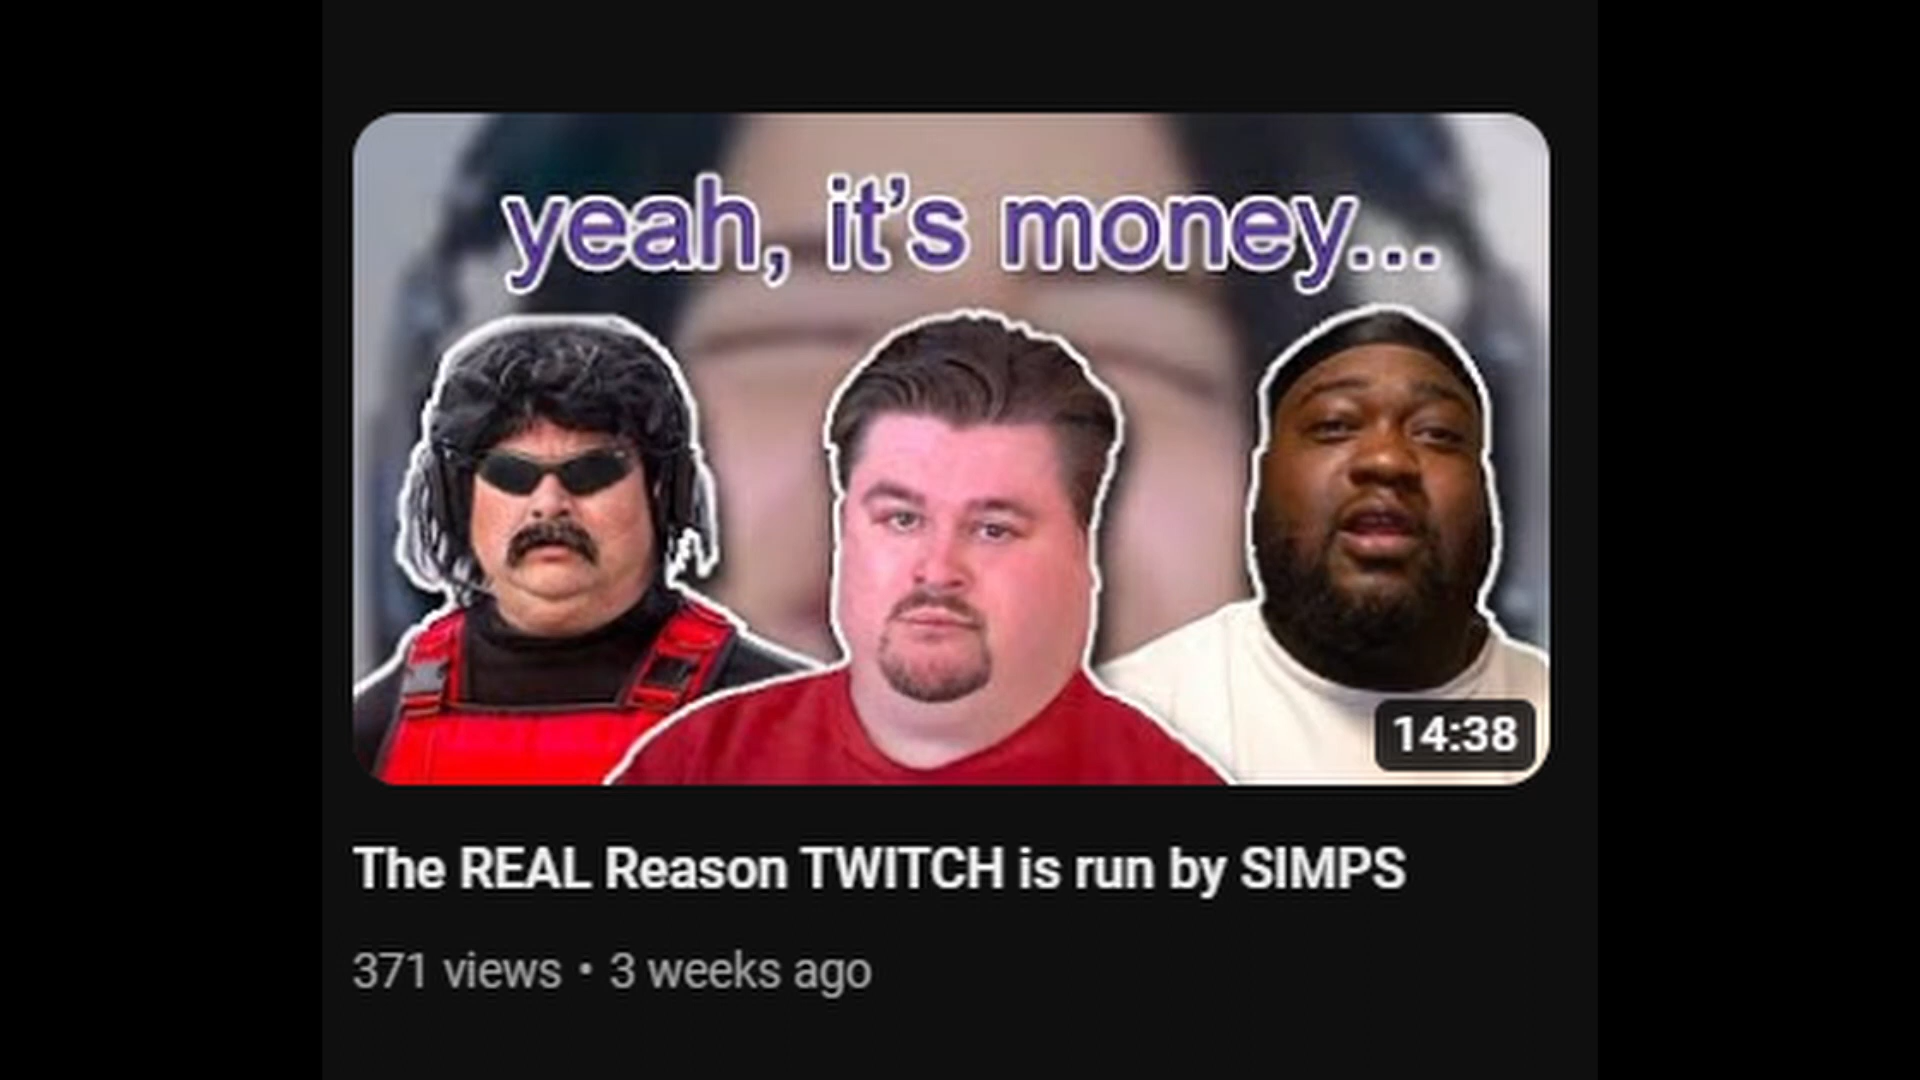 yeah, it's money...
14:38
The REAL Reason TWITCH is run by SIMPS
371 views • 3 weeks ago